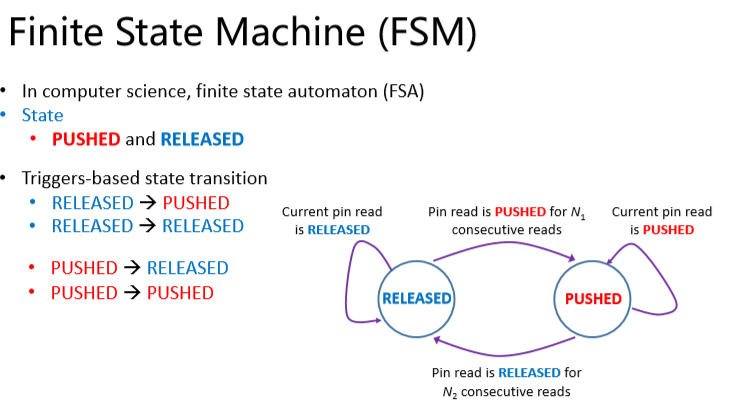 Finite State Machine (FSM)
• In computer science, finite state automaton (FSA)
• State
• PUSHED and RELEASED
• Triggers-based state transition
• RELEASED → PUSHED
• RELEASED → RELEASED
• PUSHED → RELEASED
• PUSHED → PUSHED
Current pin read
is RELEASED
Pin read is PUSHED for N₁
consecutive reads
Current pin read
is PUSHED
RELEASED
PUSHED
Pin read is RELEASED for
N₂ consecutive reads